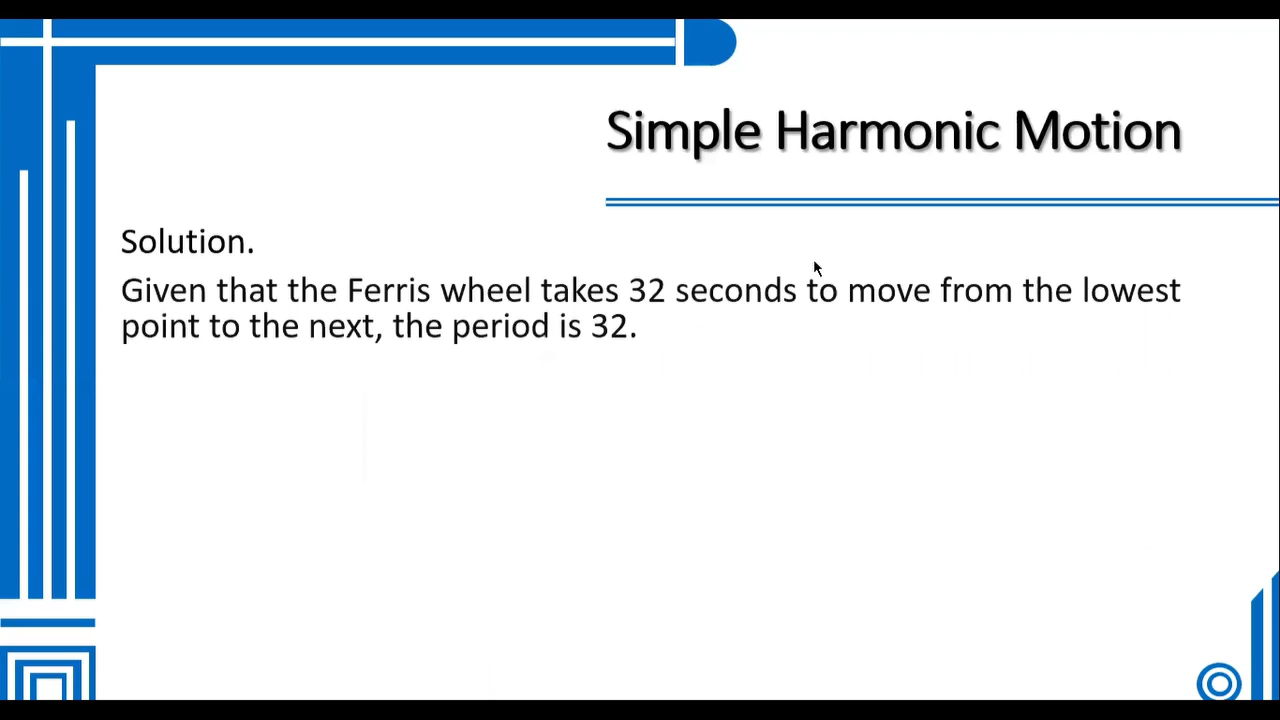 Simple Harmonic Motion
Solution.
Given that the Ferris wheel takes 32 seconds to move from the lowest
point to the next, the period is 32.